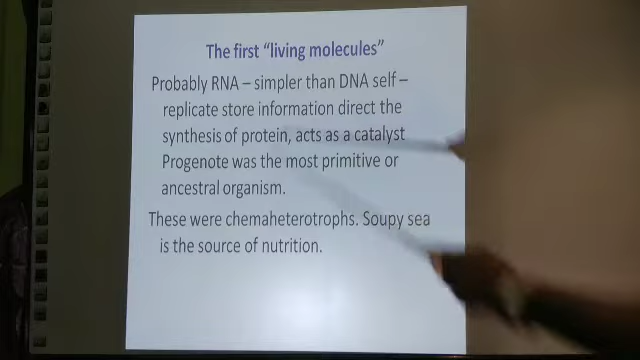 The first “living molecules”
Probably RNA – simpler than DNA self –
replicate store information direct the
synthesis of protein, acts as a catalyst
Progenote was the most primitive or
ancestral organism.
These were chemaheterotrophs. Soupy sea
is the source of nutrition.